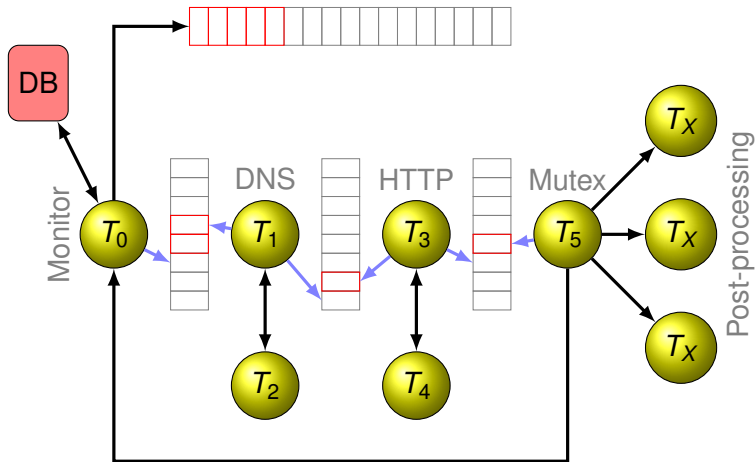 DB
Monitor
T0
DNS
T1
T2
HTTP
T3
T4
Mutex
T5
TX
TX
TX
Post-processing